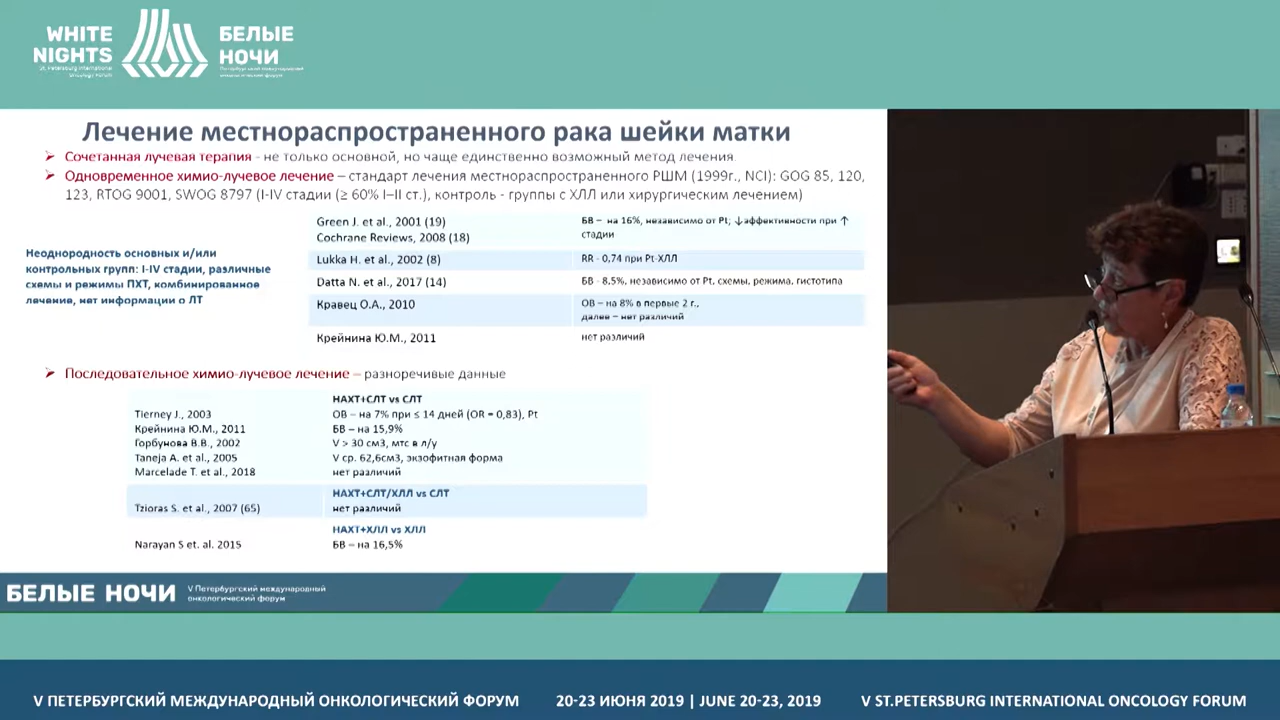 WHITE
NIGHTS
St. Petersburg International
Oncology Forum
БЕЛЫЕ
НОЧИ
Петербургский международный
онкологический форум
Лечение местнораспространенного рака шейки матки
➢ Сочетанная лучевая терапия - не только основной, но чаще единственно возможный метод лечения.
➢ Одновременное химио-лучевое лечение – стандарт лечения местнораспространенного РШМ (1999г., NCI): GOG 85, 120,
123, RTOG 9001, SWOG 8797 (I-IV стадии (≥ 60% I–II ст.), контроль - группы с ХЛЛ или хирургическим лечением)
Неоднородность основных и/или
контрольных групп: I-IV стадии, различные
схемы и режимы ПХТ, комбинированное
лечение, нет информации о ЛТ
Green J. et al., 2001 (19)
Cochrane Reviews, 2008 (18)
БВ – на 16%, независимо от Pt; ↓эффективности при ↑
стадии
Lukka H. et al., 2002 (8)
RR - 0,74 при Pt-ХЛЛ
Datta N. et al., 2017 (14)
БВ - 8,5%, независимо от Pt, схемы, режима, гистотипа
Кравец О.А., 2010
ОВ – на 8% в первые 2 г.,
далее – нет различий
Крейнина Ю.М., 2011
нет различий
➢ Последовательное химио-лучевое лечение – разноречивые данные
НАХТ+СЛТ vs СЛТ
Tierney J., 2003
ОВ – на 7% при ≤ 14 дней (OR = 0,83), Pt
Крейнина Ю.М., 2011
БВ – на 15,9%
Горбунова В.В., 2002
V > 30 см3, мтс в л/у
Taneja A. et al., 2005
V ср. 62,6см3, экзофитная форма
Marcelade T. et al., 2018
нет различий
НАХТ+СЛТ/ХЛЛ vs СЛТ
Tzioras S. et al., 2007 (65)
нет различий
НАХТ+ХЛЛ vs ХЛЛ
Narayan S et. al. 2015
БВ – на 16,5%
БЕЛЫЕ НОЧИ
V Петербургский международный
онкологический форум
V ПЕТЕРБУРГСКИЙ МЕЖДУНАРОДНЫЙ ОНКОЛОГИЧЕСКИЙ ФОРУМ
20-23 ИЮНЯ 2019 | JUNE 20-23, 2019
V ST.PETERSBURG INTERNATIONAL ONCOLOGY FORUM